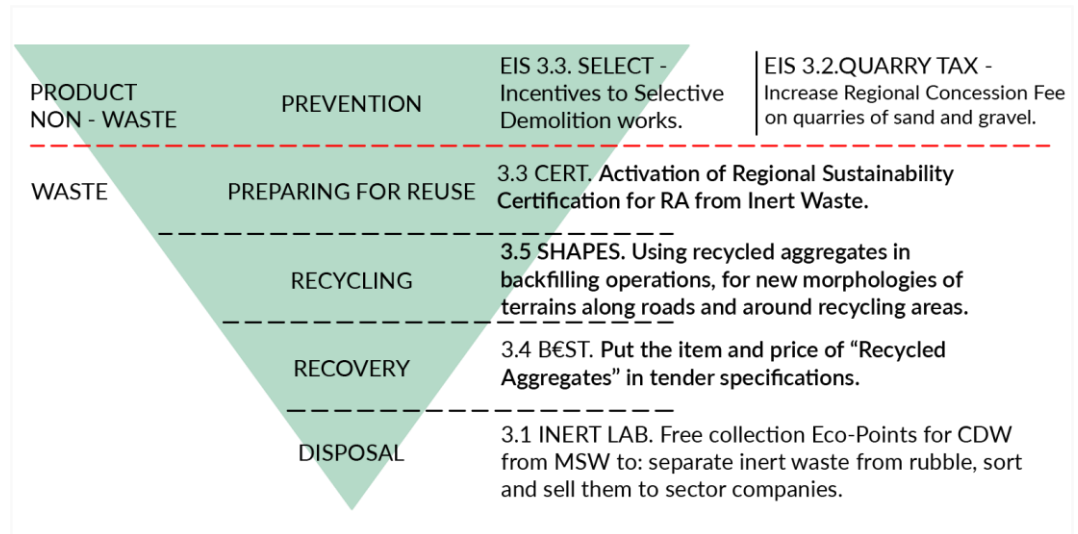 PRODUCT
NON - WASTE
PREVENTION
EIS 3.3. SELECT -
Incentives to Selective
Demolition works.
EIS 3.2.QUARRY TAX -
Increase Regional Concession Fee
on quarries of sand and gravel.
WASTE
PREPARING FOR REUSE
3.3 CERT. Activation of Regional Sustainability
Certification for RA from Inert Waste.
RECYCLING
3.5 SHAPES. Using recycled aggregates in
backfilling operations, for new morphologies of
terrains along roads and around recycling areas.
RECOVERY
3.4 B€ST. Put the item and price of “Recycled
Aggregates” in tender specifications.
DISPOSAL
3.1 INERT LAB. Free collection Eco-Points for CDW
from MSW to: separate inert waste from rubble, sort
and sell them to sector companies.